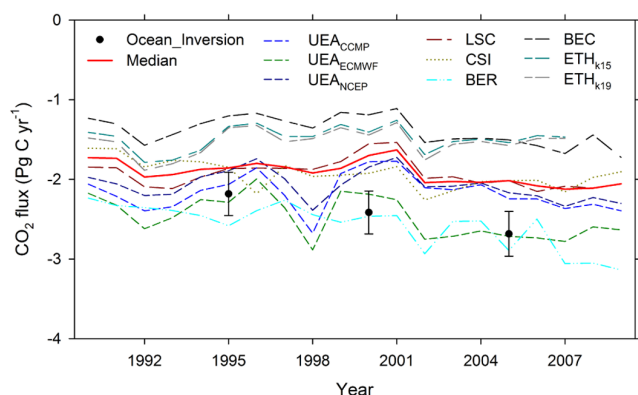 0
-1
-2
-3
-4
CO2 flux (Pg C yr-1)
Ocean_Inversion
Median
UEACCMP
UEAECMWF
UEANCEP
LSC
CSI
BER
BEC
ETHk15
ETHk19
1992 1995 1998 2001 2004 2007
Year